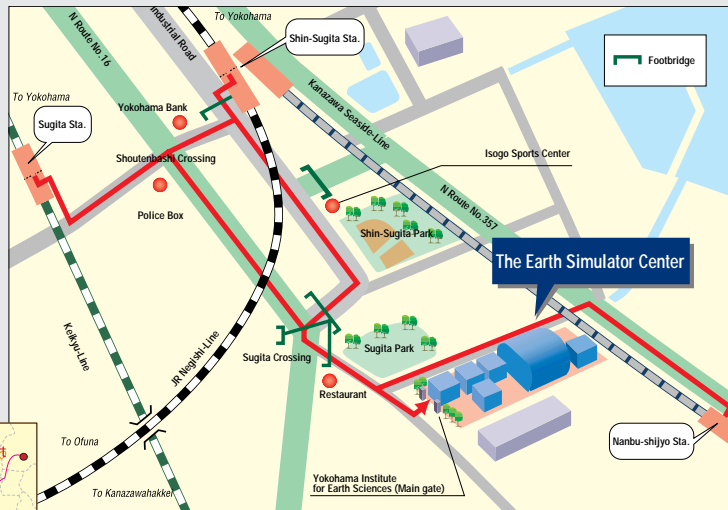 To Yokohama
N Route No.16
Industrial Road
Shin-Sugita Sta.
Footbridge
To Yokohama
Sugita Sta.
Yokohama Bank
Kanazawa Seaside-Line
Shoutenbashi Crossing
Isogo Sports Center
Police Box
N Route No.357
Shin-Sugita Park
The Earth Simulator Center
Keikyu-Line
JR Negishi-Line
Sugita Crossing
Sugita Park
Restaurant
To Ofuna
Nanbu-shijyo Sta.
To Kanazawahakkei
Yokohama Institute
for Earth Sciences (Main gate)